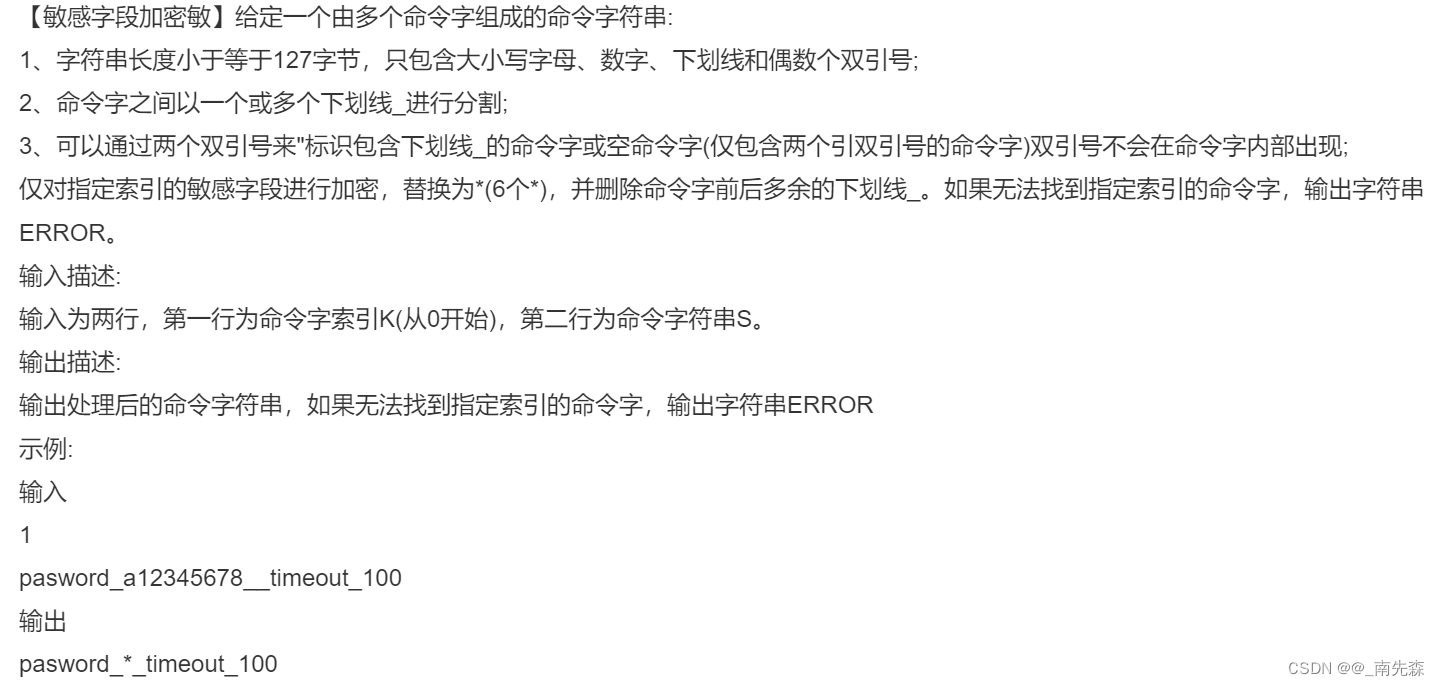 【敏感字段加密敏】给定一个由多个命令字组成的命令字符串:
1、字符串长度小于等于127字节，只包含大小写字母、数字、下划线和偶数个双引号;
2、命令字之间以一个或多个下划线_进行分割;
3、可以通过两个双引号来"标识包含下划线_的命令字或空命令字(仅包含两个引双引号的命令字)双引号不会在命令字内部出现;
仅对指定索引的敏感字段进行加密，替换为*(6个*)，并删除命令字前后多余的下划线_。如果无法找到指定索引的命令字，输出字符串
ERROR。
输入描述:
输入为两行，第一行为命令字索引K(从0开始)，第二行为命令字符串S。
输出描述:
输出处理后的命令字符串，如果无法找到指定索引的命令字，输出字符串ERROR
示例:
输入
1
pasword_a12345678__timeout_100
输出
pasword_*_timeout_100
CSDN @@_南先森